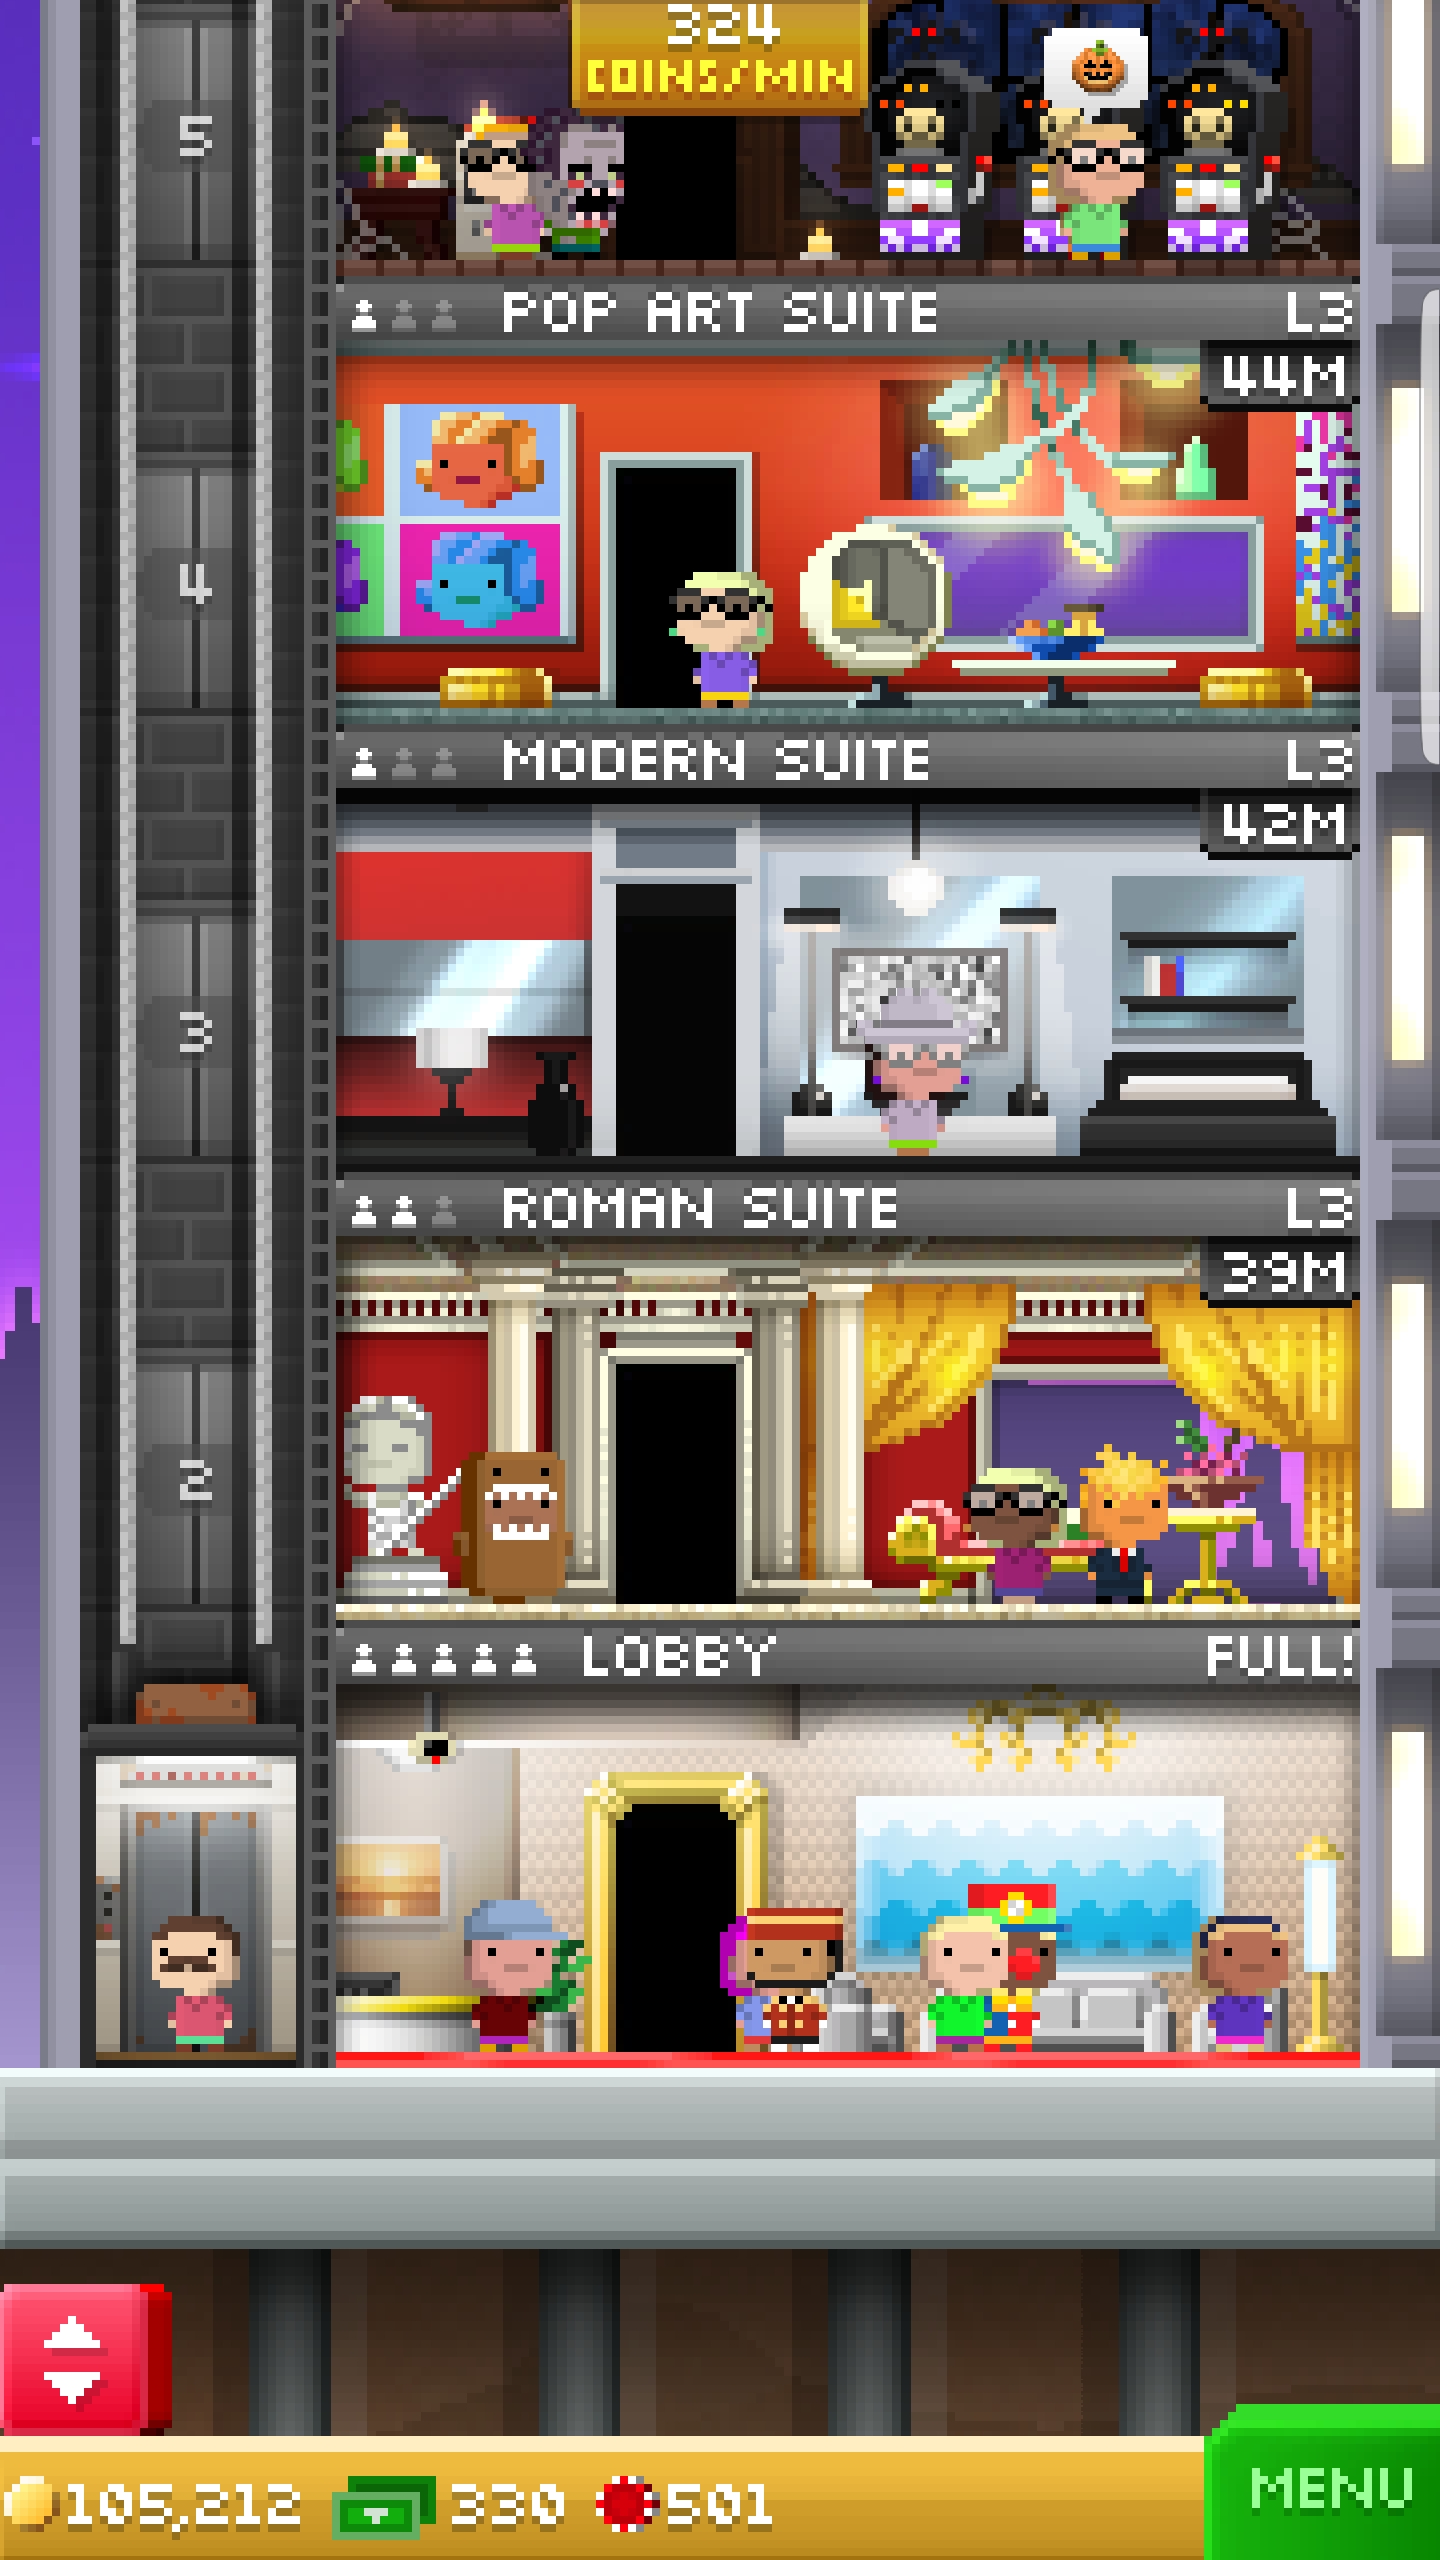 324
COINS/MIN
5
POP ART SUITE L3
44M
4
MODERN SUITE L3
42M
3
ROMAN SUITE L3
39M
2
LOBBY FULL!
105,212 330 501 MENU